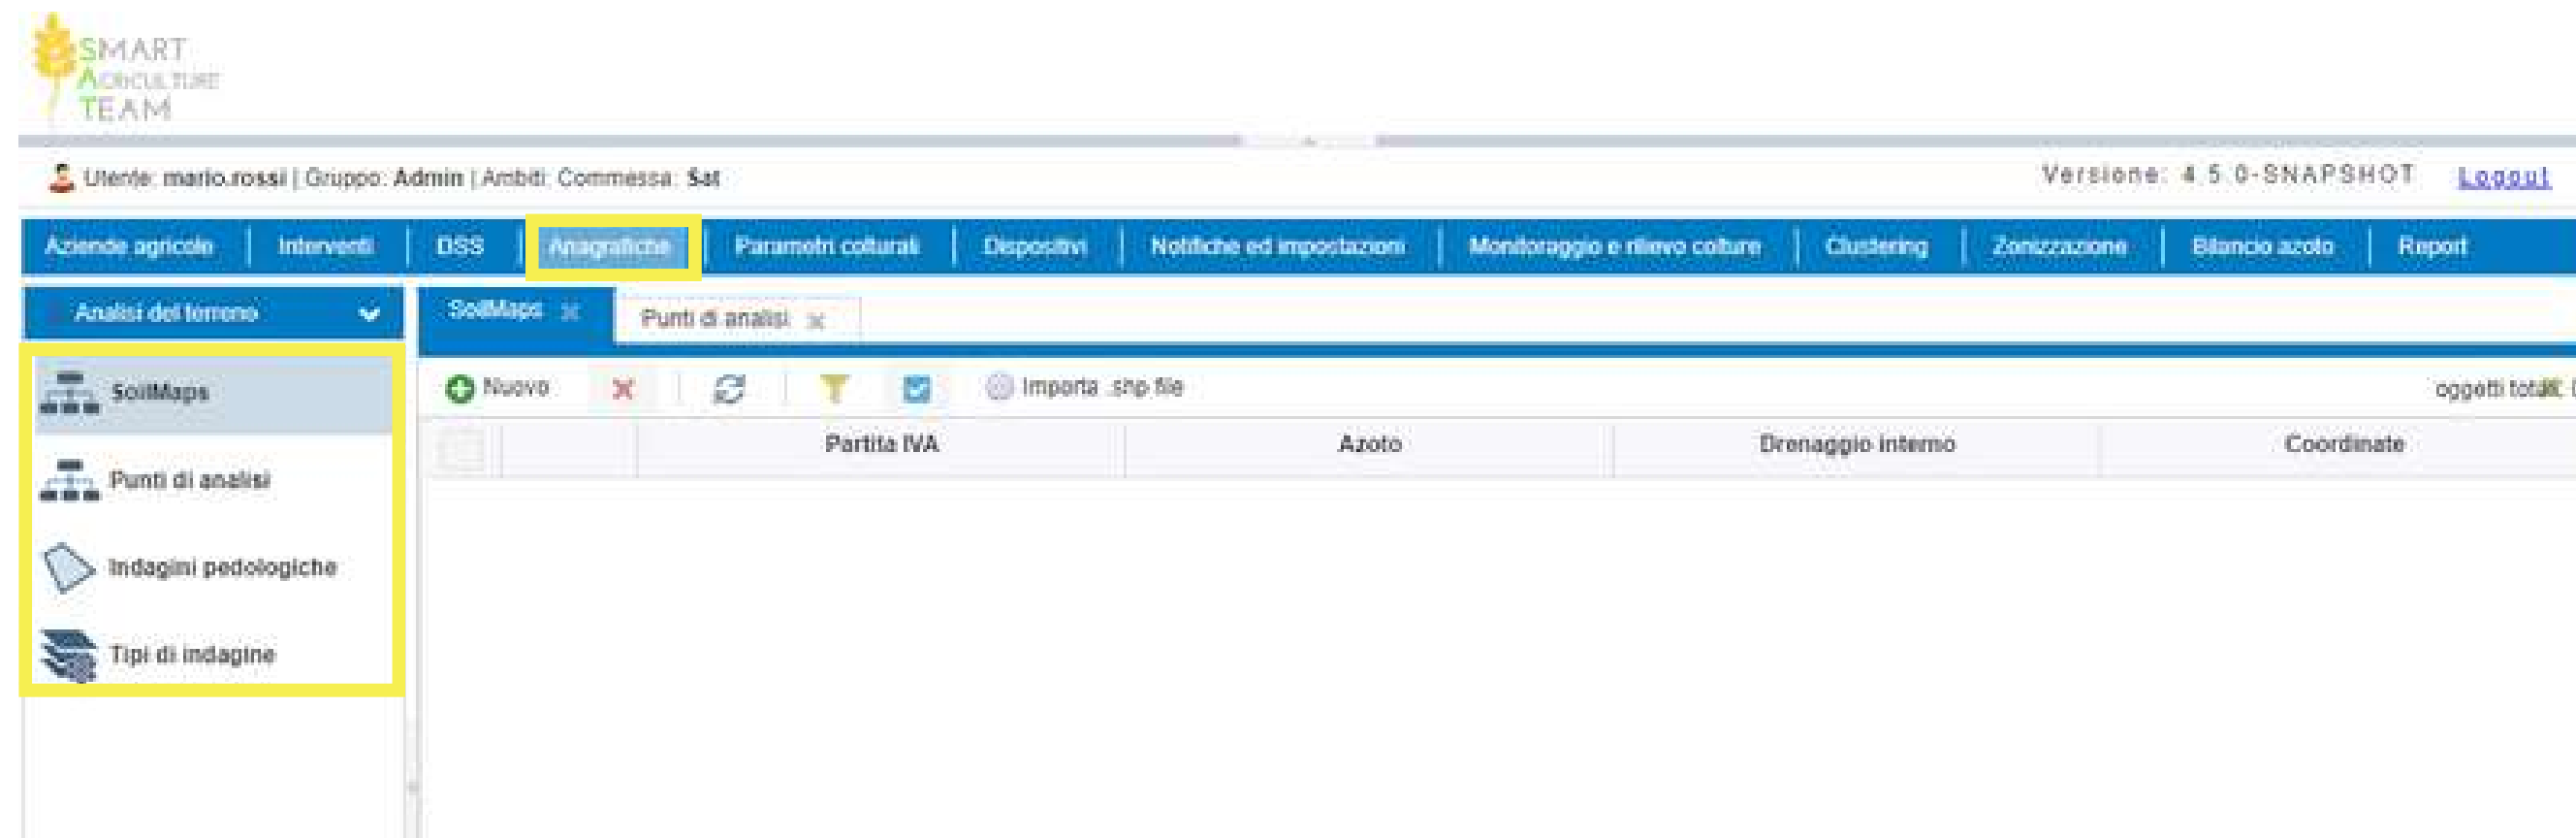 SMART
AGRICULTURE
TEAM
Utente: mario.rossi | Gruppo: Admin | Ambiti: Commessa: Sat
Versione: 4.5.0-SNAPSHOT Logout
Aziende agricole Interventi DSS Anagrafiche Parametri colturali Dispositivi Notifiche ed impostazioni Monitoraggio e rilievo colture Clustering Zonizzazione Bilancio azoto Report
Analisi del terreno SoilMaps Punti di analisi
SoilMaps
Punti di analisi
Indagini pedologiche
Tipi di indagine
Nuovo Importa .shp file oggetti totali:
Partita IVA Azoto Drenaggio interno Coordinate